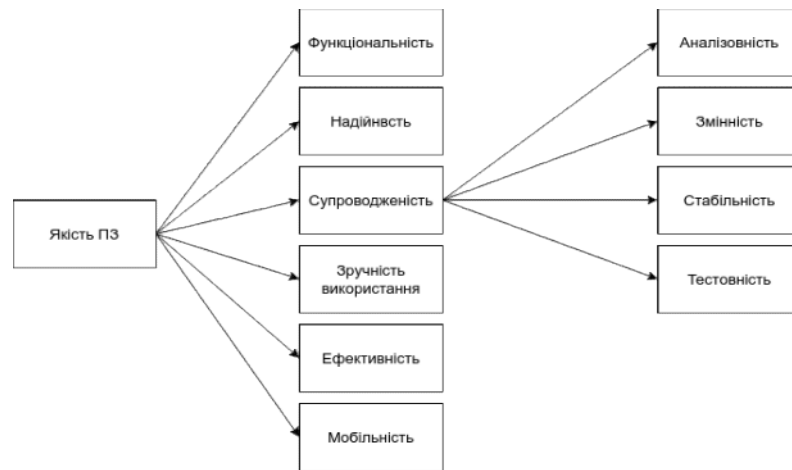 Функціональність
Надійнвсть
Супроводженість
Якість ПЗ
Зручність
використання
Ефективність
Мобільність
Аналізовність
Змінність
Стабільність
Тестовність